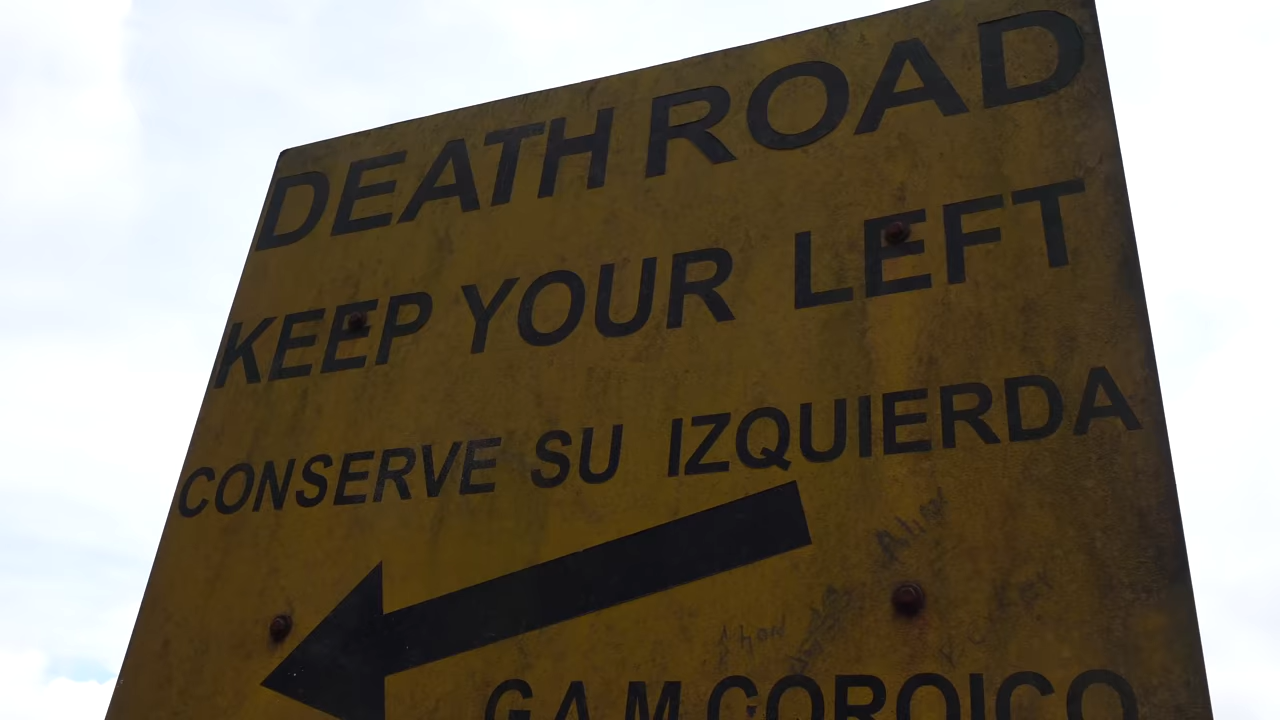 DEATH ROAD
KEEP YOUR LEFT
CONSERVE SU IZQUIERDA
G.A.M.COROICO